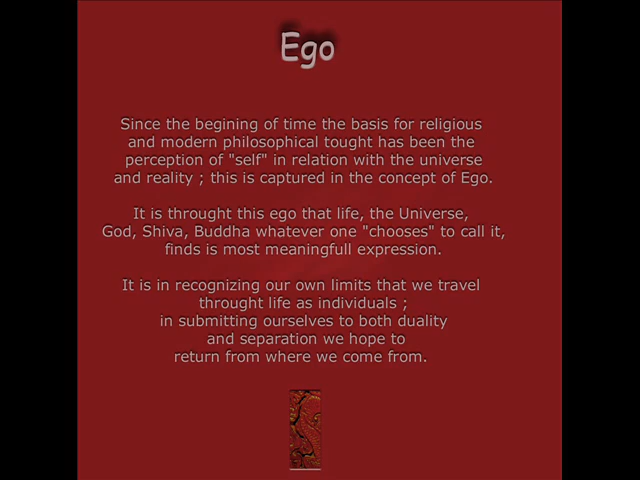 Ego
Since the begining of time the basis for religious
and modern philosophical tought has been the
perception of "self" in relation with the universe
and reality ; this is captured in the concept of Ego.
It is throught this ego that life, the Universe,
God, Shiva, Buddha whatever one "chooses" to call it,
finds is most meaningfull expression.
It is in recognizing our own limits that we travel
throught life as individuals ;
in submitting ourselves to both duality
and separation we hope to
return from where we come from.